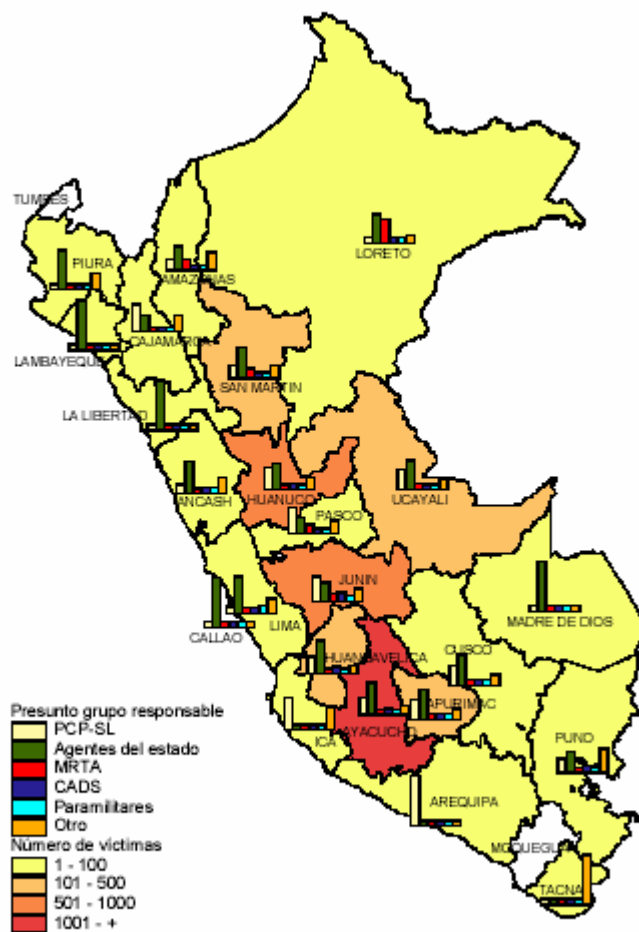 TUMBES
PIURA
AMAZONAS
LORETO
LAMBAYEQUE
CAJAMARCA
SAN MARTIN
LA LIBERTAD
ANCASH
HUANUCO
UCAYALI
PASCO
JUNIN
MADRE DE DIOS
CALLAO
LIMA
HUANCAVELICA
CUSCO
APURIMAC
ICA
AYACUCHO
PUNO
AREQUIPA
MOQUEGUA
TACNA
Presunto grupo responsable
PCP-SL
Agentes del estado
MRTA
CADS
Paramilitares
Otro
Número de víctimas
1 - 100
101 - 500
501 - 1000
1001 - +